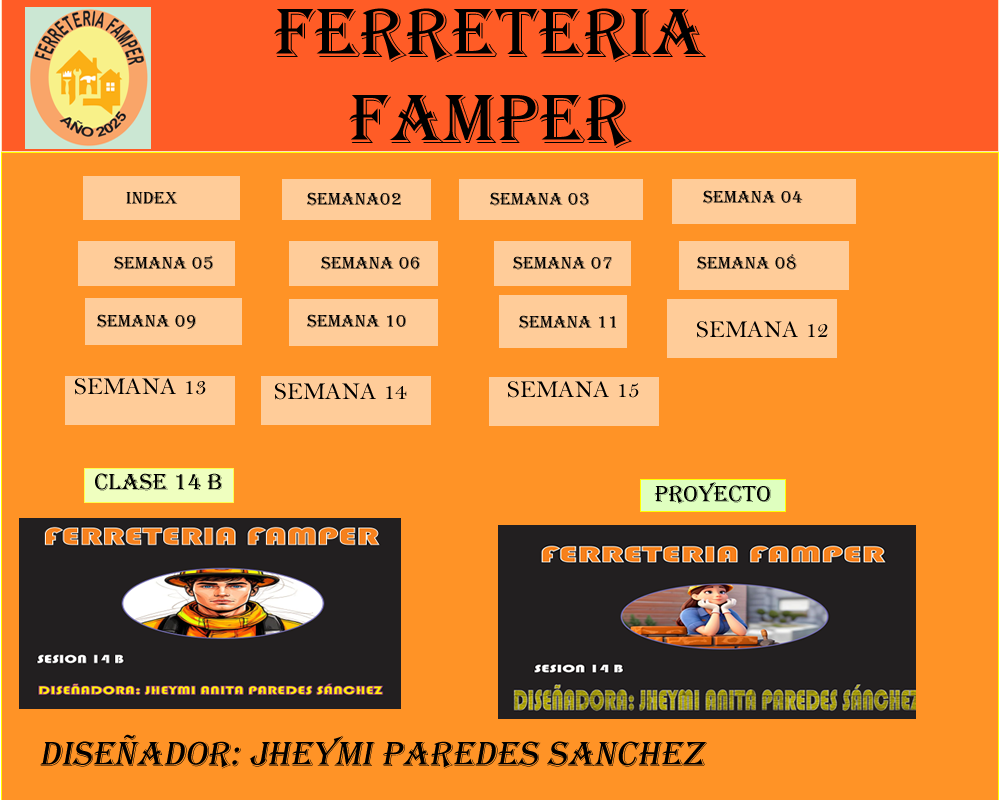 FERRETERIA FAMPER
AÑO 2025
FERRETERIA
FAMPER
INDEX
SEMANA02
SEMANA 03
SEMANA 04
SEMANA 05
SEMANA 06
SEMANA 07
SEMANA 08
SEMANA 09
SEMANA 10
SEMANA 11
SEMANA 12
SEMANA 13
SEMANA 14
SEMANA 15
CLASE 14 B
PROYECTO
FERRETERIA FAMPER
SESION 14 B
DISEÑADORA: JHEYMI ANITA PAREDES SÁNCHEZ
FERRETERIA FAMPER
SESION 14 B
DISEÑADORA: JHEYMI ANITA PAREDES SÁNCHEZ
DISEÑADOR: JHEYMI PAREDES SANCHEZ